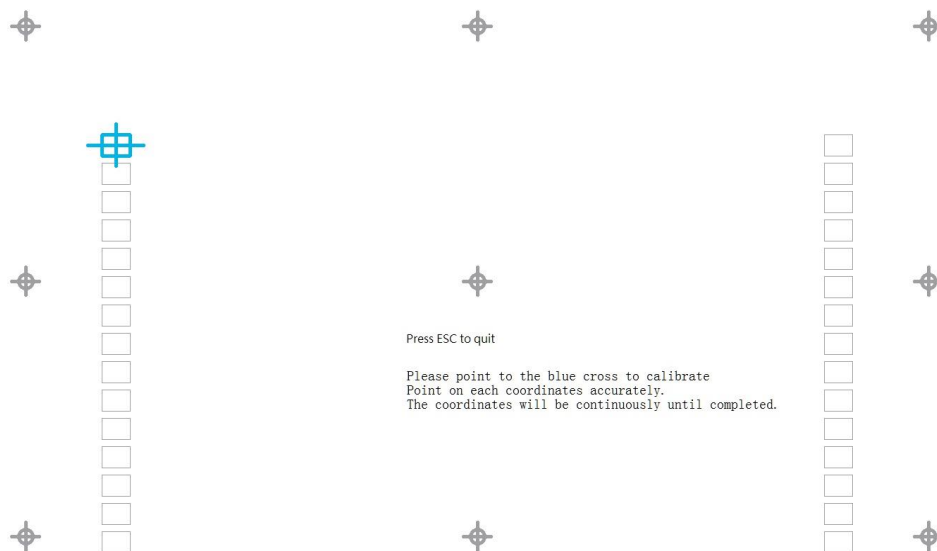 Press ESC to quit
Please point to the blue cross to calibrate
Point on each coordinates accurately.
The coordinates will be continuously until completed.